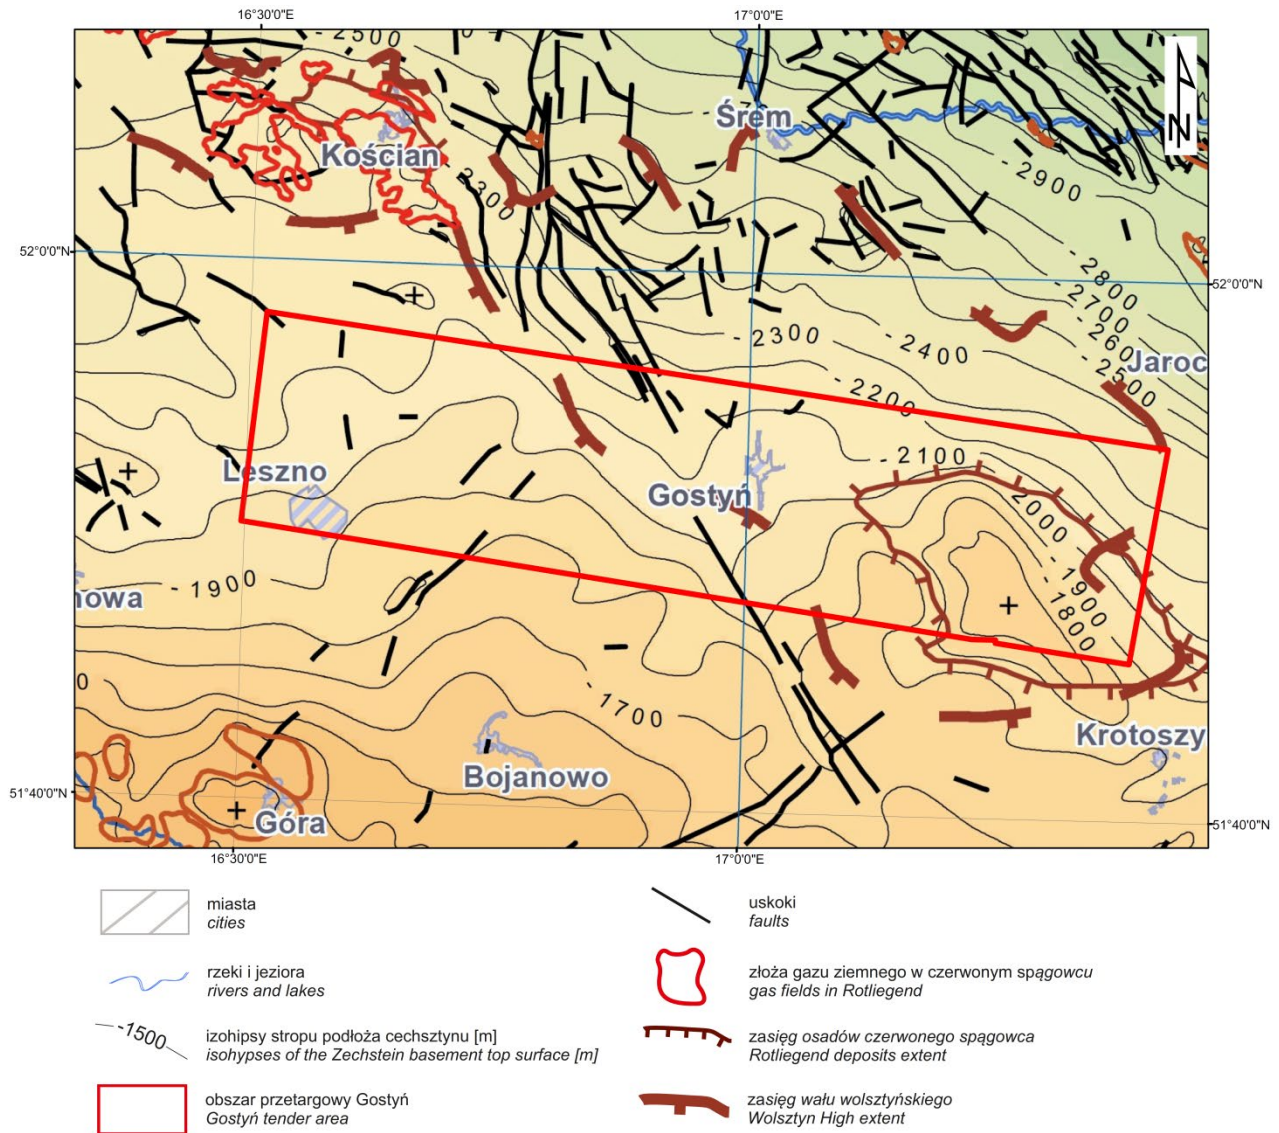 16°30'0"E
17°0'0"E
-2500
Śrem
Kościan
2300
-2900
52°0'0"N
52°0'0"N
-2800
-2700
-260
-2300
-2400
-2500
Jaroc
-2200
-2100
Leszno
Gostyń
2000
-1900
-1900
nowa
-1800
0
-1700
Krotoszy
Bojanowo
51°40'0"N
Góra
51°40'0"N
16°30'0"E
17°0'0"E
N
miasta
cities
rzeki i jeziora
rivers and lakes
-1500
izohipsy stropu podłoża cechsztynu [m]
isohypses of the Zechstein basement top surface [m]
obszar przetargowy Gostyń
Gostyń tender area
uskoki
faults
złoża gazu ziemnego w czerwonym spągowcu
gas fields in Rotliegend
zasięg osadów czerwonego spągowca
Rotliegend deposits extent
zasięg wału wolsztyńskiego
Wolsztyn High extent